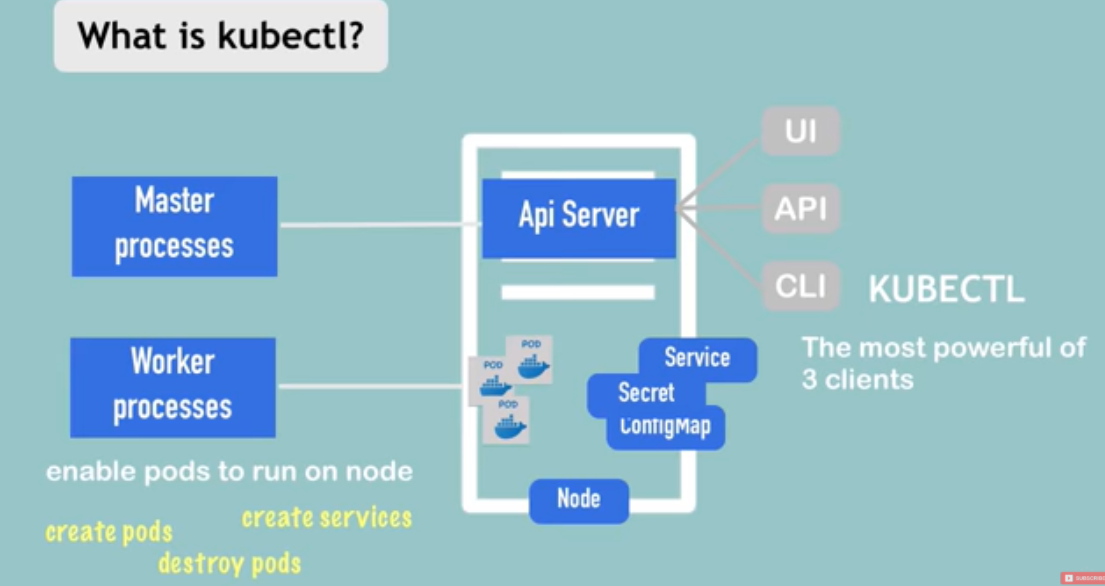 What is kubectl?
UI
Master
processes
Api Server
API
CLI
KUBECTL
The most powerful of
3 clients
Worker
processes
POD
POD
POD
Service
Secret
ConfigMap
Node
enable pods to run on node
create pods
create services
destroy pods
SUBSCRIBE